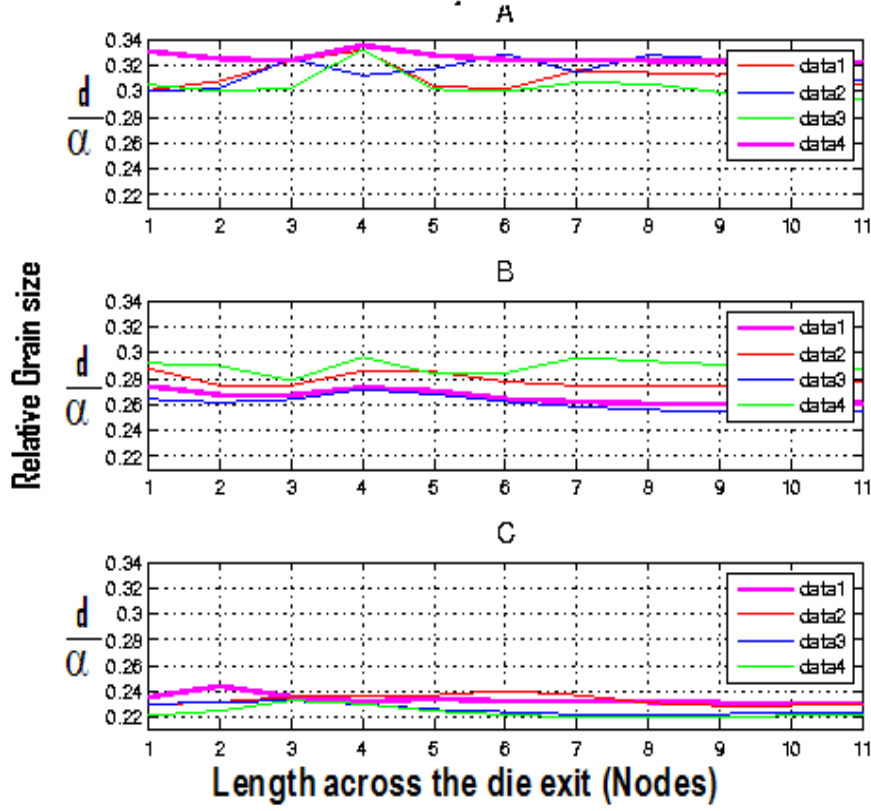 A
0.34
0.32
0.3
0.28
0.26
0.24
0.22
d
α
data1
data2
data3
data4
1 2 3 4 5 6 7 8 9 10 11
Relative Grain size
B
0.34
0.32
0.3
0.28
0.26
0.24
0.22
d
α
data1
data2
data3
data4
1 2 3 4 5 6 7 8 9 10 11
C
0.34
0.32
0.3
0.28
0.26
0.24
0.22
d
α
data1
data2
data3
data4
1 2 3 4 5 6 7 8 9 10 11
Length across the die exit (Nodes)